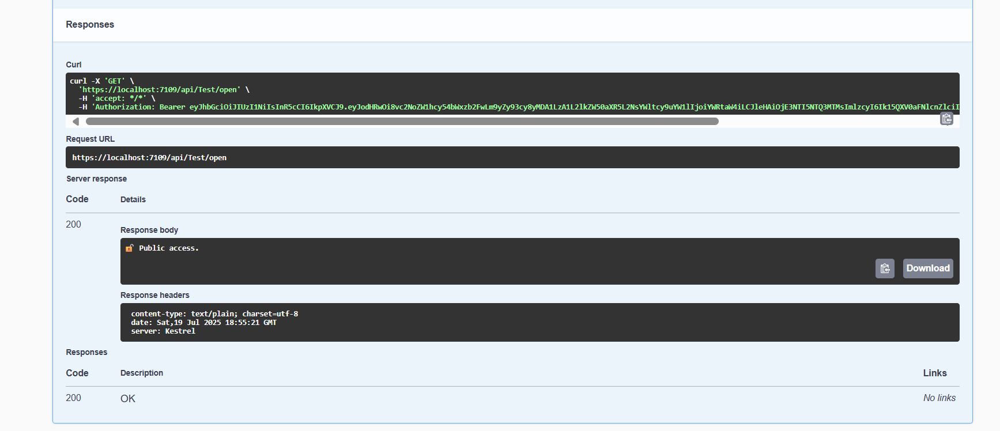 Responses
Curl
curl -X 'GET' \
'https://localhost:7109/api/Test/open' \
-H 'accept: */*' \
-H 'Authorization: Bearer eyJhbGciOiJIUzI1NiIsInR5cCI6IkpXVCJ9.eyJodHRwOi8vc2NoZW1hcy54bWxzb2FwLm9yZy93cy8yMDA1LzA1L2lkZW50aXR5L2NsYWltcy9uYW1lIjoiYWRtaW4iLCJleHAiOjE3NTI5NTQ3MTMsImlzcyI6Ik15QXV0aFNlcnZlciI
Request URL
https://localhost:7109/api/Test/open
Server response
Code Details
200
Response body
🔓 Public access.
Download
Response headers
content-type: text/plain; charset=utf-8
date: Sat,19 Jul 2025 18:55:21 GMT
server: Kestrel
Responses
Code Description Links
200 OK No links